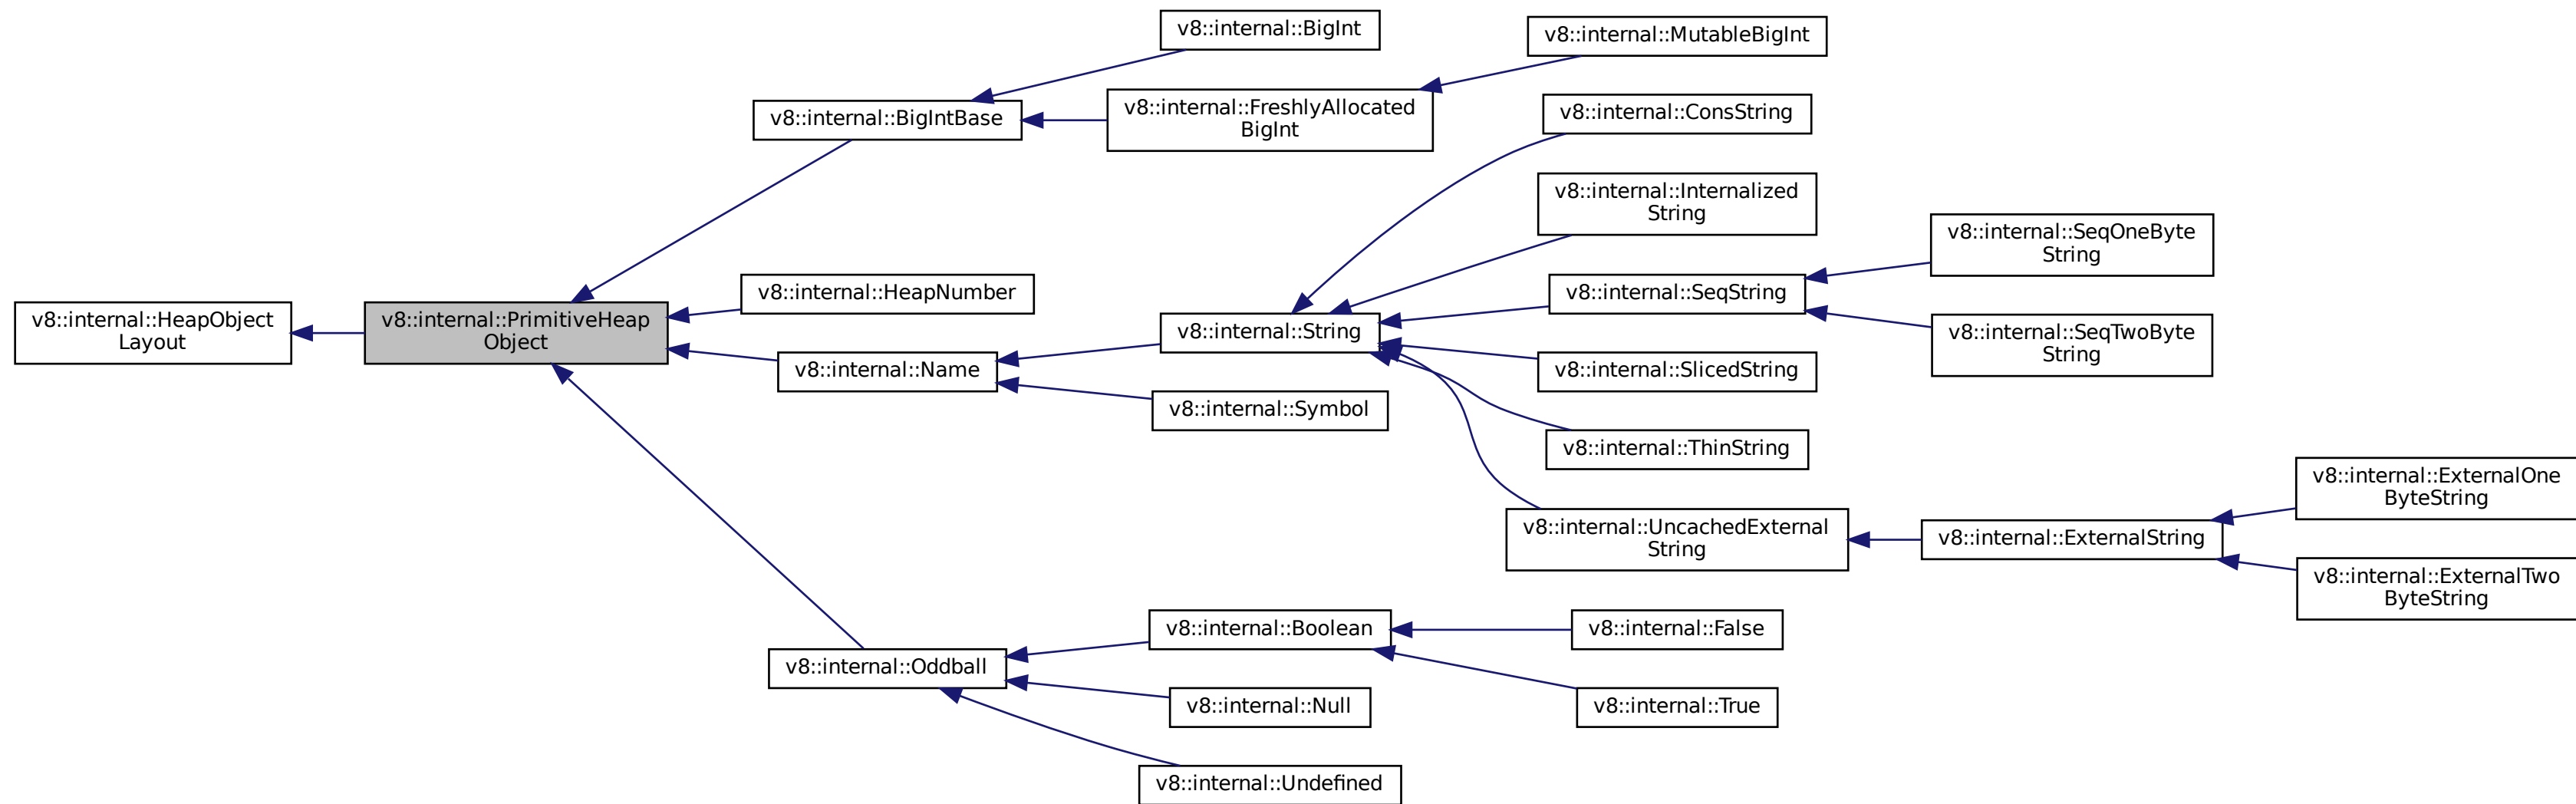 v8::internal::HeapObject
Layout
v8::internal::PrimitiveHeap
Object
v8::internal::BigIntBase
v8::internal::HeapNumber
v8::internal::Name
v8::internal::Oddball
v8::internal::BigInt
v8::internal::FreshlyAllocated
BigInt
v8::internal::String
v8::internal::Symbol
v8::internal::Boolean
v8::internal::Null
v8::internal::Undefined
v8::internal::MutableBigInt
v8::internal::ConsString
v8::internal::Internalized
String
v8::internal::SeqString
v8::internal::SlicedString
v8::internal::ThinString
v8::internal::UncachedExternal
String
v8::internal::False
v8::internal::True
v8::internal::SeqOneByte
String
v8::internal::SeqTwoByte
String
v8::internal::ExternalString
v8::internal::ExternalOne
ByteString
v8::internal::ExternalTwo
ByteString